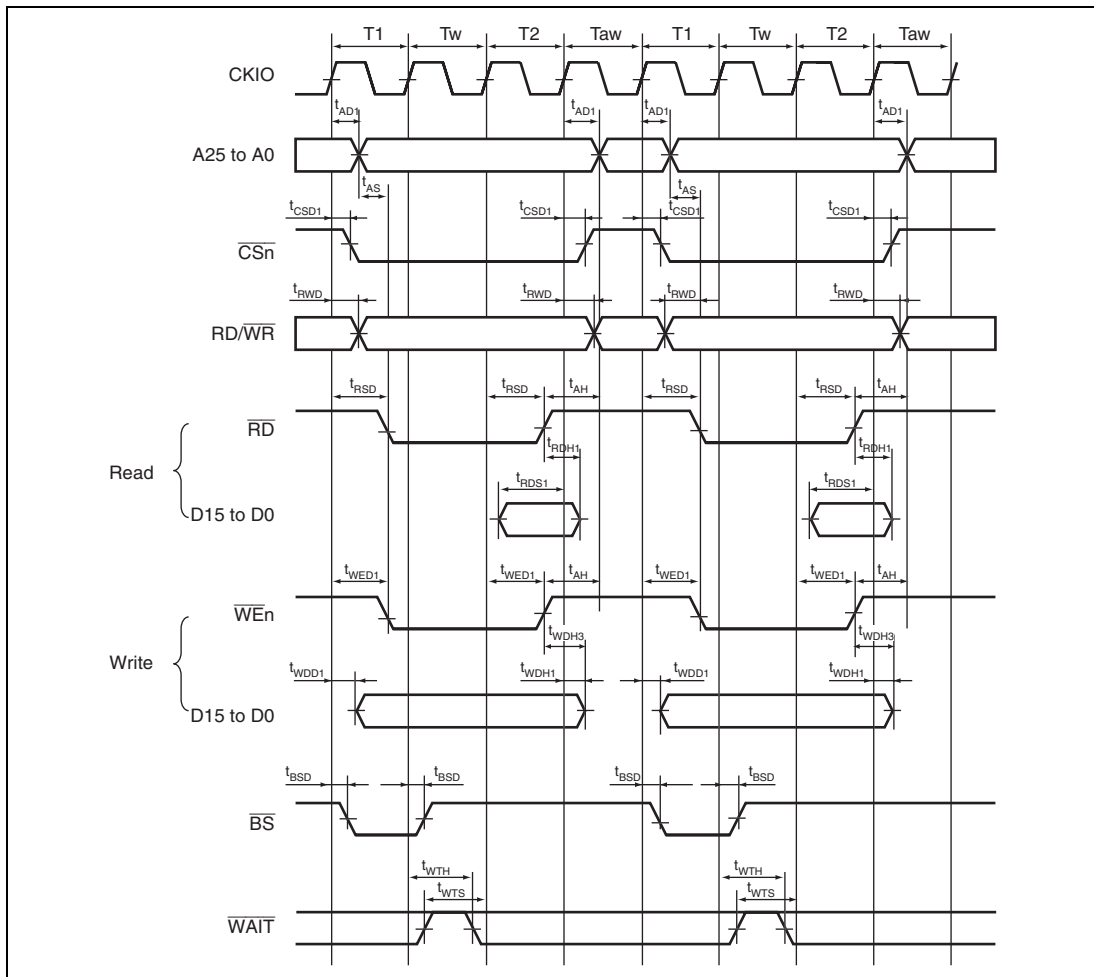 T1 Tw T2 Taw T1 Tw T2 Taw
CKIO
tAD1 tAD1 tAD1 tAD1
A25 to A0
tAS tAS
tCSD1 tCSD1 tCSD1 tCSD1
CSn
tRWD tRWD tRWD tRWD
RD/WR
tRSD tRSD tAH tRSD tRSD tAH
RD
tRDH1 tRDH1
Read
tRDS1 tRDS1
D15 to D0
tWED1 tWED1 tAH tWED1 tWED1 tAH
WEn
tWDH3 tWDH3
Write
tWDD1 tWDH1 tWDD1 tWDH1
D15 to D0
tBSD tBSD tBSD tBSD
BS
tWTH tWTH
tWTS tWTS
WAIT